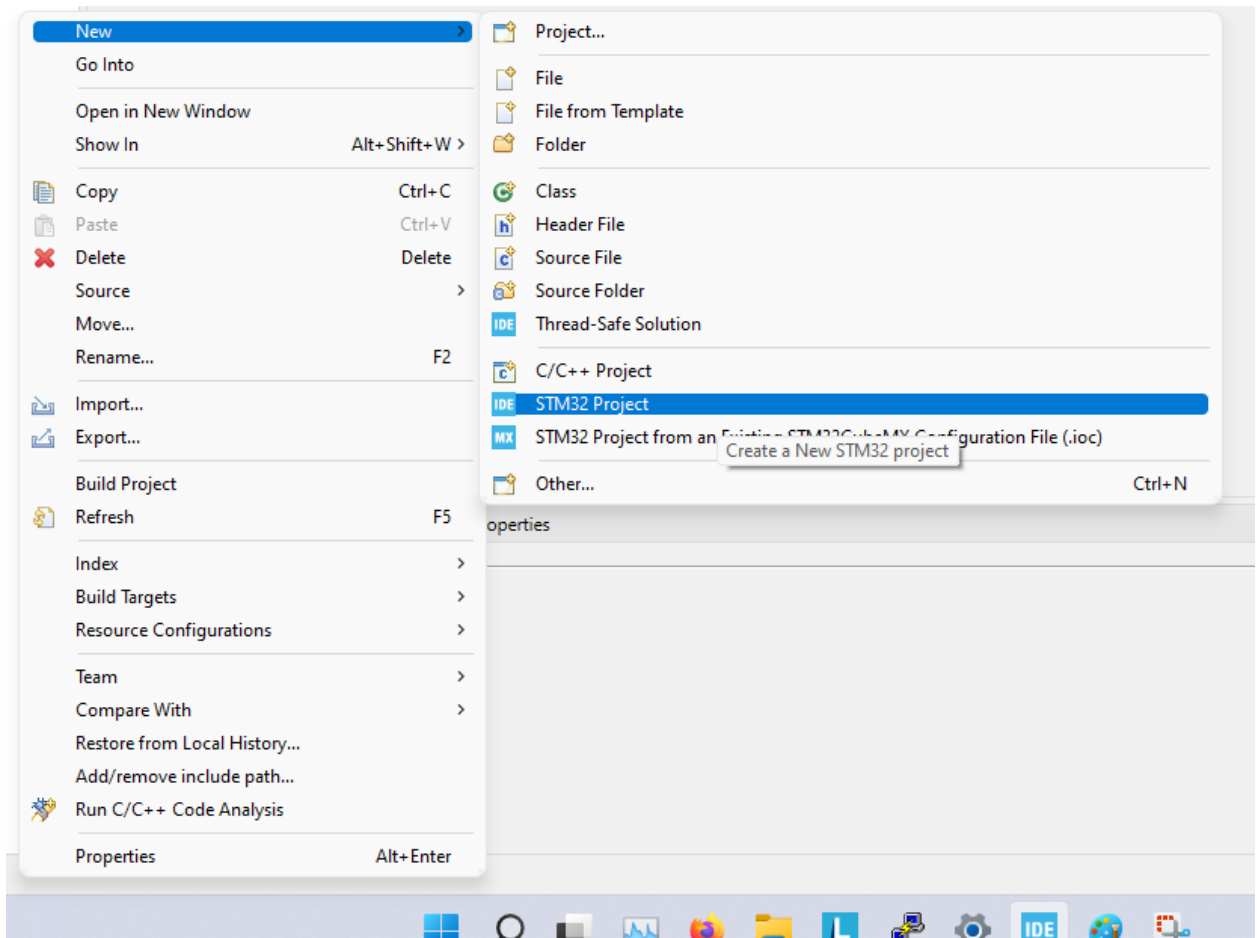 New
Go Into
Open in New Window
Show In Alt+Shift+W >
Copy Ctrl+C
Paste Ctrl+V
Delete Delete
Source >
Move...
Rename... F2
Import...
Export...
Build Project
Refresh F5
Index >
Build Targets >
Resource Configurations >
Team >
Compare With >
Restore from Local History...
Add/remove include path...
Run C/C++ Code Analysis
Properties Alt+Enter
Project...
File
File from Template
Folder
Class
Header File
Source File
Source Folder
IDE Thread-Safe Solution
C/C++ Project
IDE STM32 Project
MX STM32 Project from an Existing STM32CubeMX Configuration File (.ioc)
Create a New STM32 project
Other... Ctrl+N
operties
L IDE